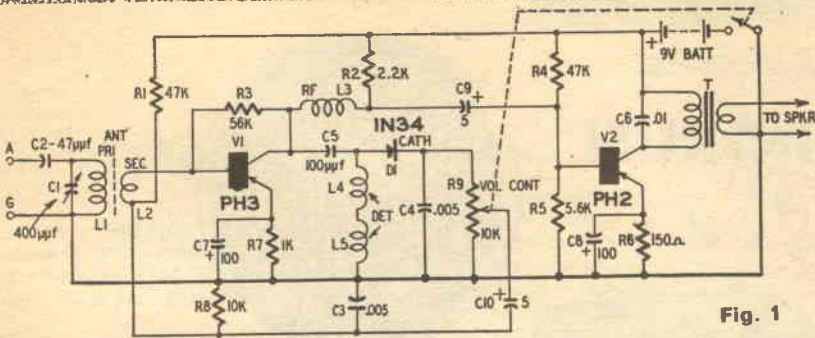 R1
47K
R3
56K
RF
L3
R2
2.2K
C9
+
5
R4
47K
+
9V BATT
T
TO SPKR
C6
.01
A
C2-47µµf
ANT
PRI
SEC
C1
G
400µµf
L1
L2
V1
PH3
C5
100µµf
1N34
CATH
D1
L4
DET
L5
C4
.005
R9
VOL CONT
10K
R5
5.6K
V2
PH2
C7
+
100
R7
1K
R8
10K
C3
.005
C10
+
5
C8
+
100
R6
150Ω
Fig. 1